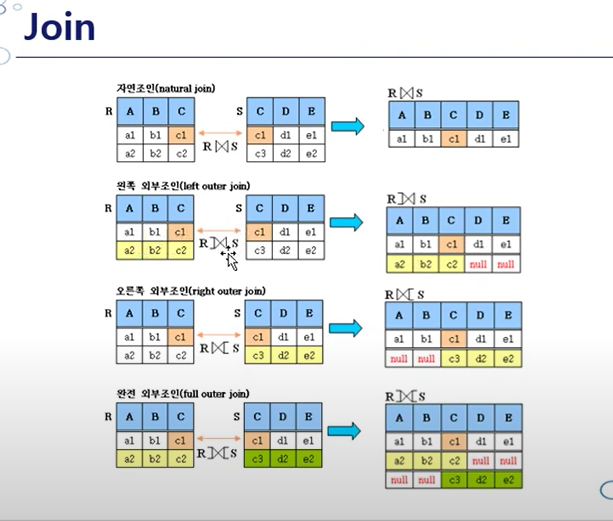 Join
자연조인(natural join)
R A B C
a1 b1 c1
a2 b2 c2
R⋈S
S C D E
c1 d1 e1
c3 d2 e2
R⋈S
A B C D E
a1 b1 c1 d1 e1
왼쪽 외부조인(left outer join)
R A B C
a1 b1 c1
a2 b2 c2
R⟕S
S C D E
c1 d1 e1
c3 d2 e2
R⟕S
A B C D E
a1 b1 c1 d1 e1
a2 b2 c2 null null
오른쪽 외부조인(right outer join)
R A B C
a1 b1 c1
a2 b2 c2
R⟖S
S C D E
c1 d1 e1
c3 d2 e2
R⟖S
A B C D E
a1 b1 c1 d1 e1
null null c3 d2 e2
완전 외부조인(full outer join)
R A B C
a1 b1 c1
a2 b2 c2
R⟗S
S C D E
c1 d1 e1
c3 d2 e2
R⟗S
A B C D E
a1 b1 c1 d1 e1
a2 b2 c2 null null
null null c3 d2 e2